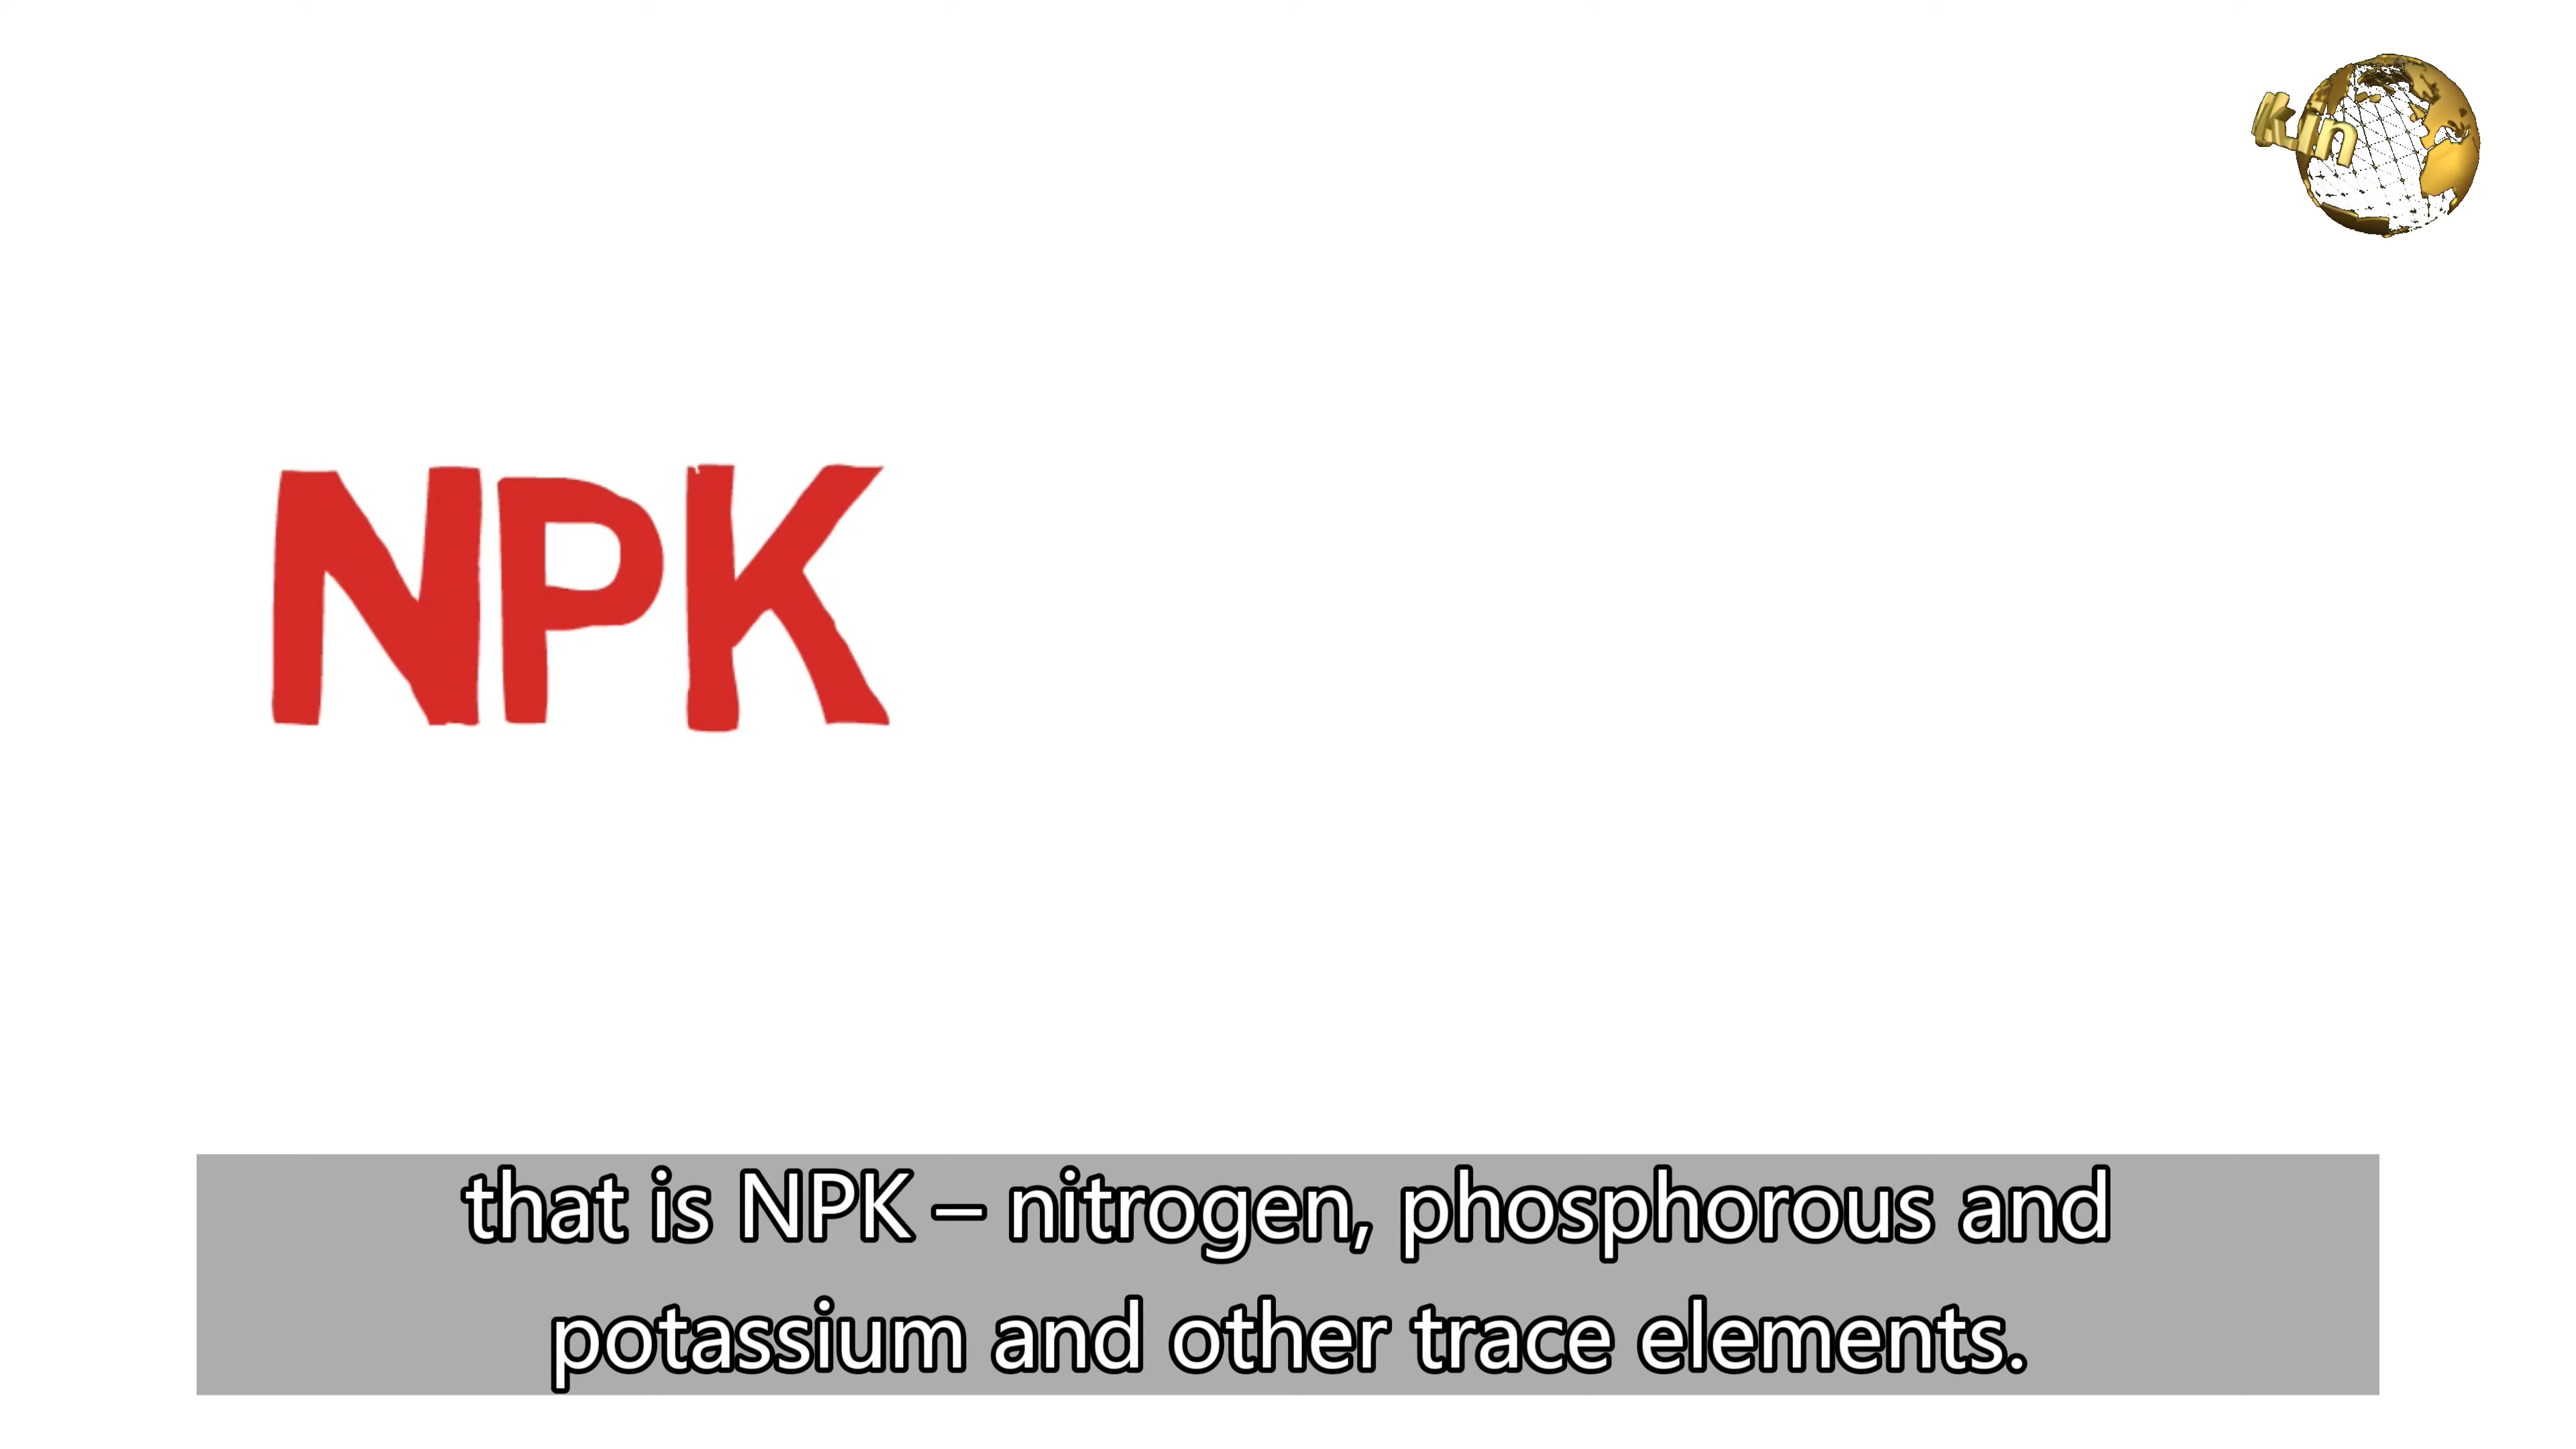 NPK
that is NPK – nitrogen, phosphorous and
potassium and other trace elements.